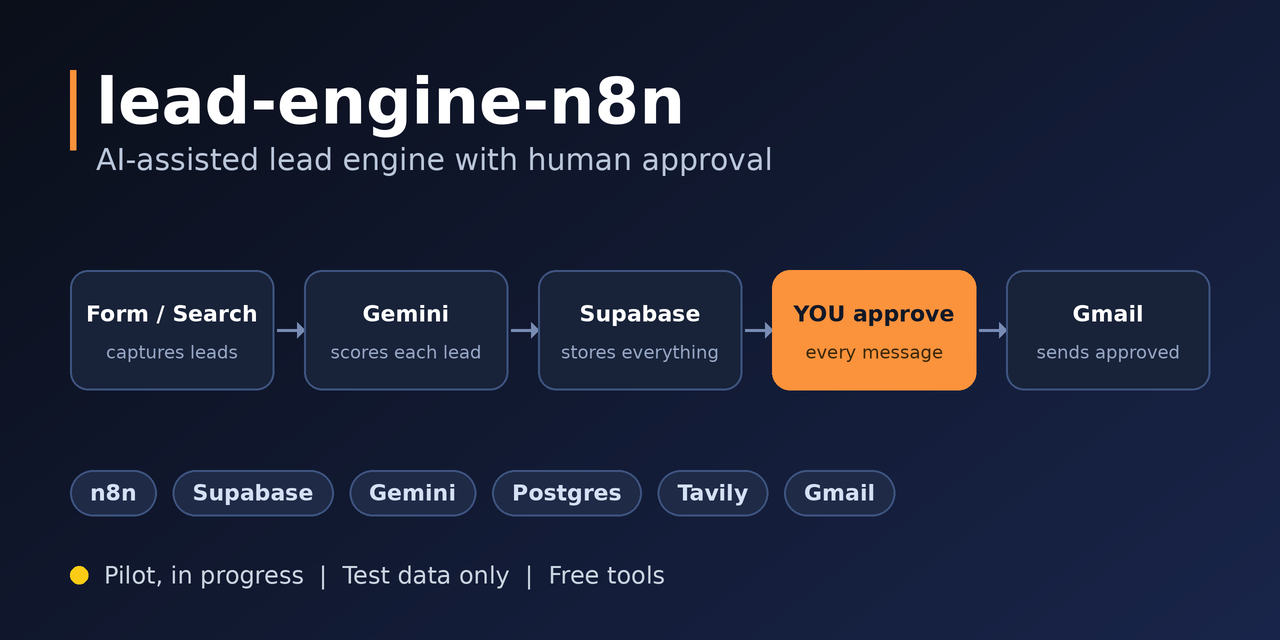 lead-engine-n8n
AI-assisted lead engine with human approval
Form / Search
captures leads
Gemini
scores each lead
Supabase
stores everything
YOU approve
every message
Gmail
sends approved
n8n
Supabase
Gemini
Postgres
Tavily
Gmail
Pilot, in progress | Test data only | Free tools